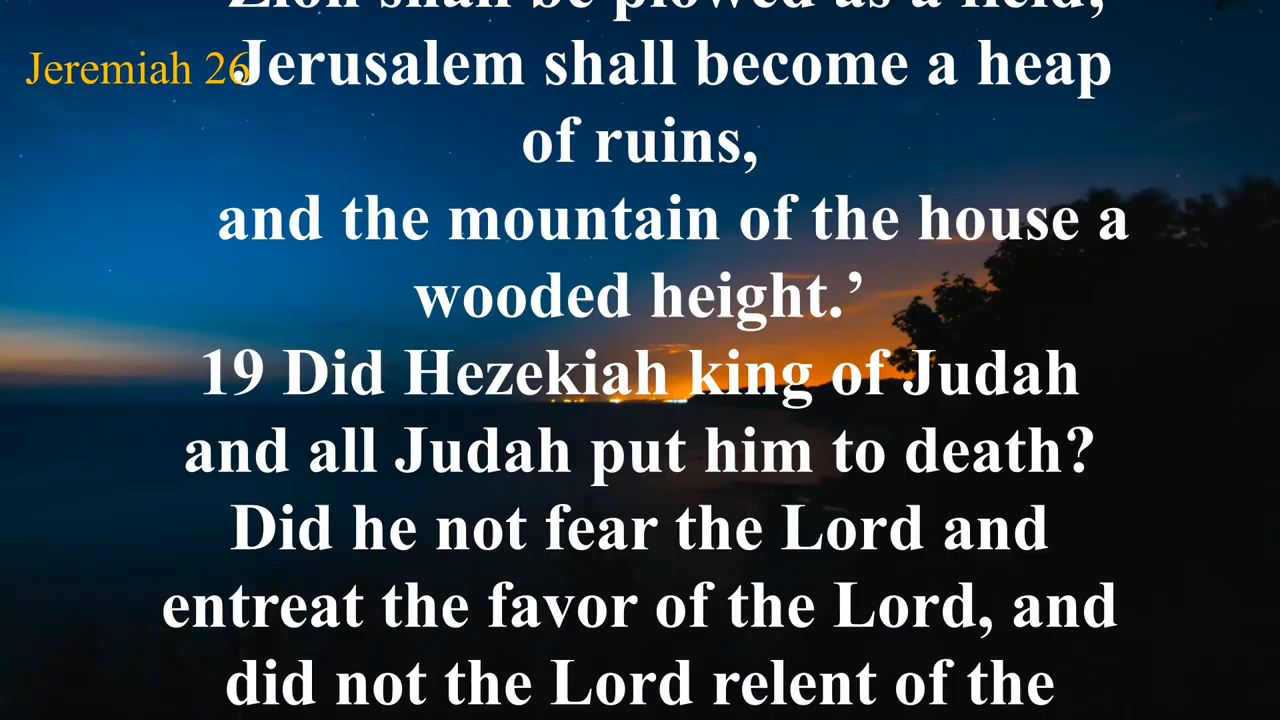 Zion shall be plowed as a field;
Jeremiah 26
Jerusalem shall become a heap
of ruins,
and the mountain of the house a
wooded height.’
19 Did Hezekiah king of Judah
and all Judah put him to death?
Did he not fear the Lord and
entreat the favor of the Lord, and
did not the Lord relent of the